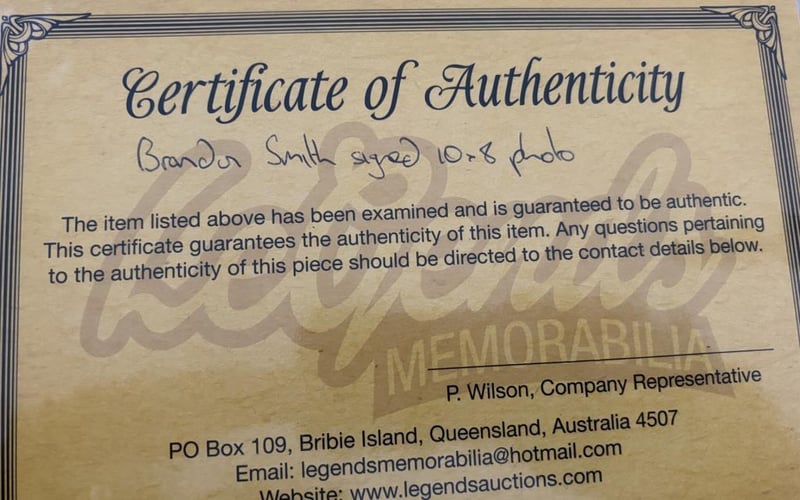 Certificate of Authenticity
Brandon Smith signed 10x8 photo
The item listed above has been examined and is guaranteed to be authentic.
This certificate guarantees the authenticity of this item. Any questions pertaining
to the authenticity of this piece should be directed to the contact details below.
Legends
MEMORABILIA
P. Wilson, Company Representative
PO Box 109, Bribie Island, Queensland, Australia 4507
Email: legendsmemorabilia@hotmail.com
Website: www.legendsauctions.com